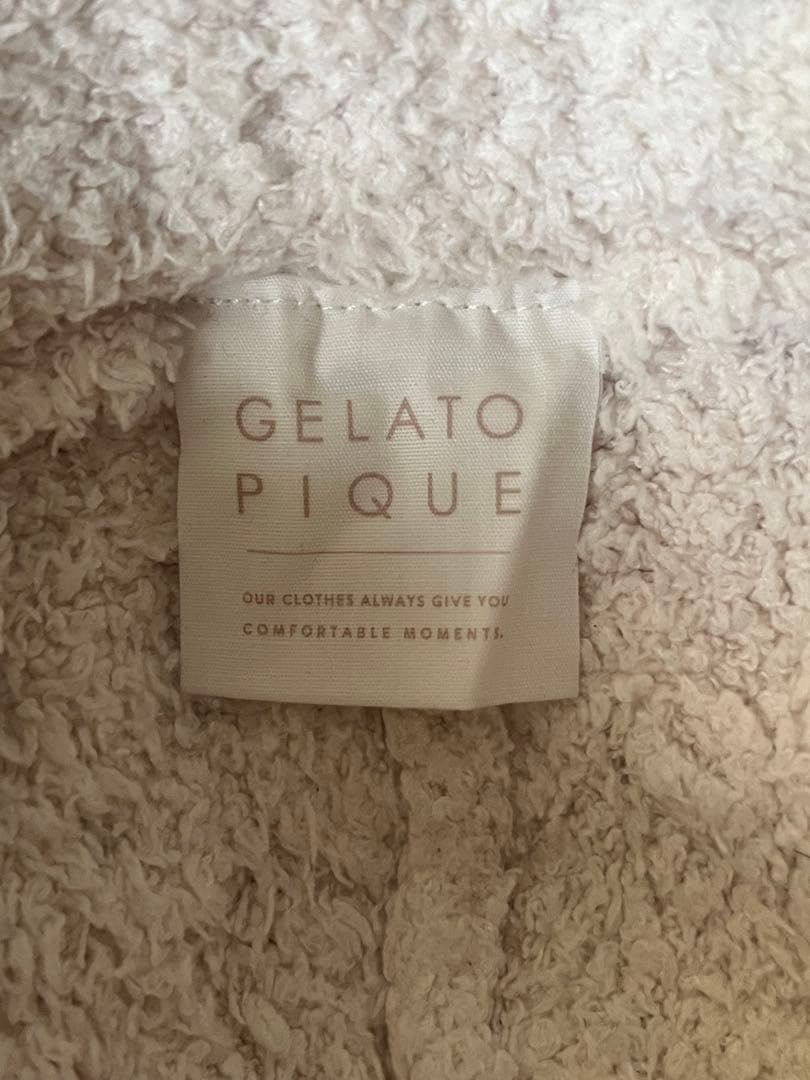 GELATO
PIQUE
OUR CLOTHES ALWAYS GIVE YOU
COMFORTABLE MOMENTS.